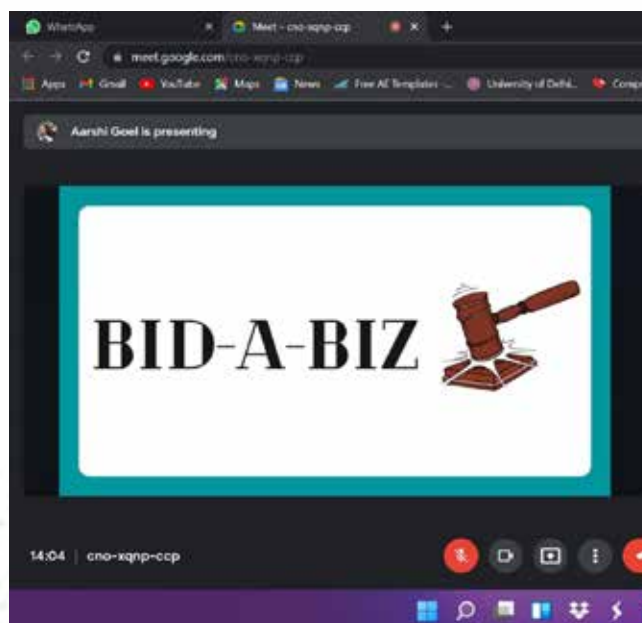 WhatsApp
Meet – cno-xqnp-ccp
meet.google.com/cno-xqnp-ccp
Apps
Gmail
YouTube
Maps
News
Free AE Templates -...
University of Delhi...
Aarshi Goel is presenting
BID-A-BIZ
14:04 | cno-xqnp-ccp